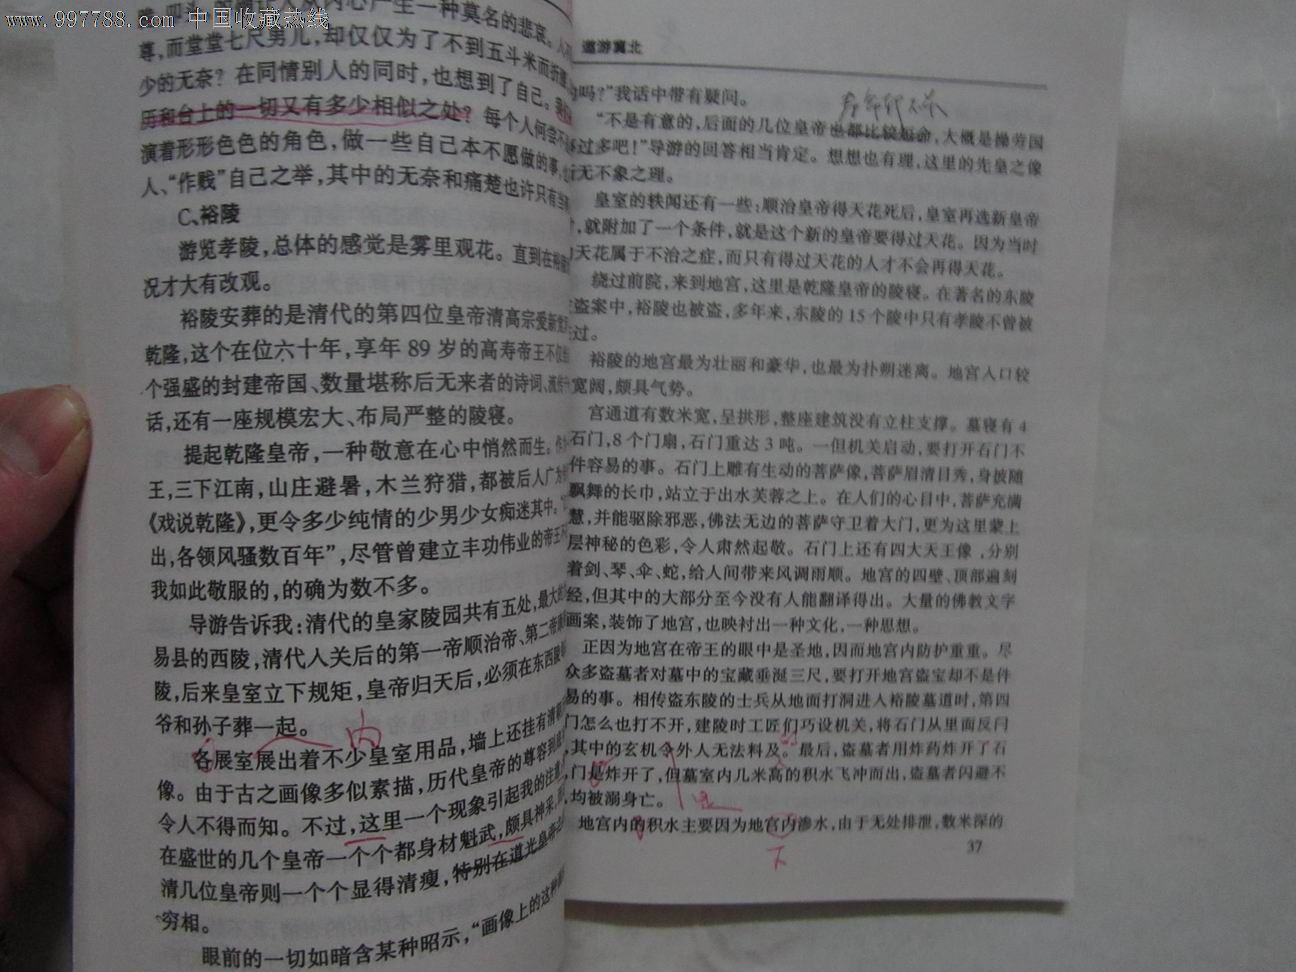 www.997788.com 中国收藏热线
内心产生一种莫名的悲哀。人
尊,而堂堂七尺男儿,却仅仅为了不到五斗米而折
少的无奈?在同情别人的同时,也想到了自己。
历和台上的一切又有多少相似之处?每个人何尝不
演着形形色色的角色,做一些自己本不愿做的事,
人、“作贱”自己之举,其中的无奈和痛楚也许只有当
C、裕陵
游览孝陵,总体的感觉是雾里观花。直到在裕陵
况才大有改观。
裕陵安葬的是清代的第四位皇帝清高宗爱新觉
乾隆,这个在位六十年,享年 89 岁的高寿帝王不仅
个强盛的封建帝国、数量堪称后无来者的诗词、流传
话,还有一座规模宏大、布局严整的陵寝。
提起乾隆皇帝,一种敬意在心中悄然而生。作
王,三下江南,山庄避暑,木兰狩猎,都被后人广为
《戏说乾隆》,更令多少纯情的少男少女痴迷其中。
出,各领风骚数百年”,尽管曾建立丰功伟业的帝王不
我如此敬服的,的确为数不多。
导游告诉我:清代的皇家陵园共有五处,最大的
易县的西陵,清代人关后的第一帝顺治帝、第二帝
陵,后来皇室立下规矩,皇帝归天后,必须在东西陵
爷和孙子葬一起。
内
各展室展出着不少皇室用品,墙上还挂有清朝
像。由于古之画像多似素描,历代皇帝的尊容到底
令人不得而知。不过,这里一个现象引起我的注意
在盛世的几个皇帝一个个都身材魁武,颇具神采,
清几位皇帝则一个个显得清瘦,特别在道光皇帝
穷相。
眼前的一切如暗含某种昭示,“画像上的这种
遨游冀北
吗?”我话中带有疑问。
“不是有意的,后面的几位皇帝也都比较短命,大概是操劳国
过多吧!”导游的回答相当肯定。想想也有理,这里的先皇之像
无不象之理。
皇室的轶闻还有一些:顺治皇帝得天花死后,皇室再选新皇帝
,就附加了一个条件,就是这个新的皇帝要得过天花。因为当时
天花属于不治之症,而只有得过天花的人才不会再得天花。
绕过前院,来到地宫,这里是乾隆皇帝的陵寝。在著名的东陵
盗案中,裕陵也被盗,多年来,东陵的 15 个陵中只有孝陵不曾被
过。
裕陵的地宫最为壮丽和豪华,也最为扑朔迷离。地宫入口较
宽阔,颇具气势。
宫通道有数米宽,呈拱形,整座建筑没有立柱支撑。墓寝有 4
石门,8 个门扇,石门重达 3 吨。一但机关启动,要打开石门不
件容易的事。石门上雕有生动的菩萨像,菩萨眉清目秀,身披随
飘舞的长巾,站立于出水芙蓉之上。在人们的心目中,菩萨充满
慧,并能驱除邪恶,佛法无边的菩萨守卫着大门,更为这里蒙上
层神秘的色彩,令人肃然起敬。石门上还有四大天王像,分别
着剑、琴、伞、蛇,给人间带来风调雨顺。地宫的四壁、顶部遍刻
经,但其中的大部分至今没有人能翻译得出。大量的佛教文字
画案,装饰了地宫,也映衬出一种文化,一种思想。
正因为地宫在帝王的眼中是圣地,因而地宫内防护重重。尽
众多盗墓者对墓中的宝藏垂涎三尺,要打开地宫盗宝却不是件
易的事。相传盗东陵的士兵从地面打洞进入裕陵墓道时,第四
门怎么也打不开,建陵时工匠们巧设机关,将石门从里面反闩
,其中的玄机令外人无法料及。最后,盗墓者用炸药炸开了石
门是炸开了,但墓室内几米高的积水飞冲而出,盗墓者闪避不
,均被溺身亡。
地宫内的积水主要因为地宫内渗水,由于无处排泄,数米深的
下
37